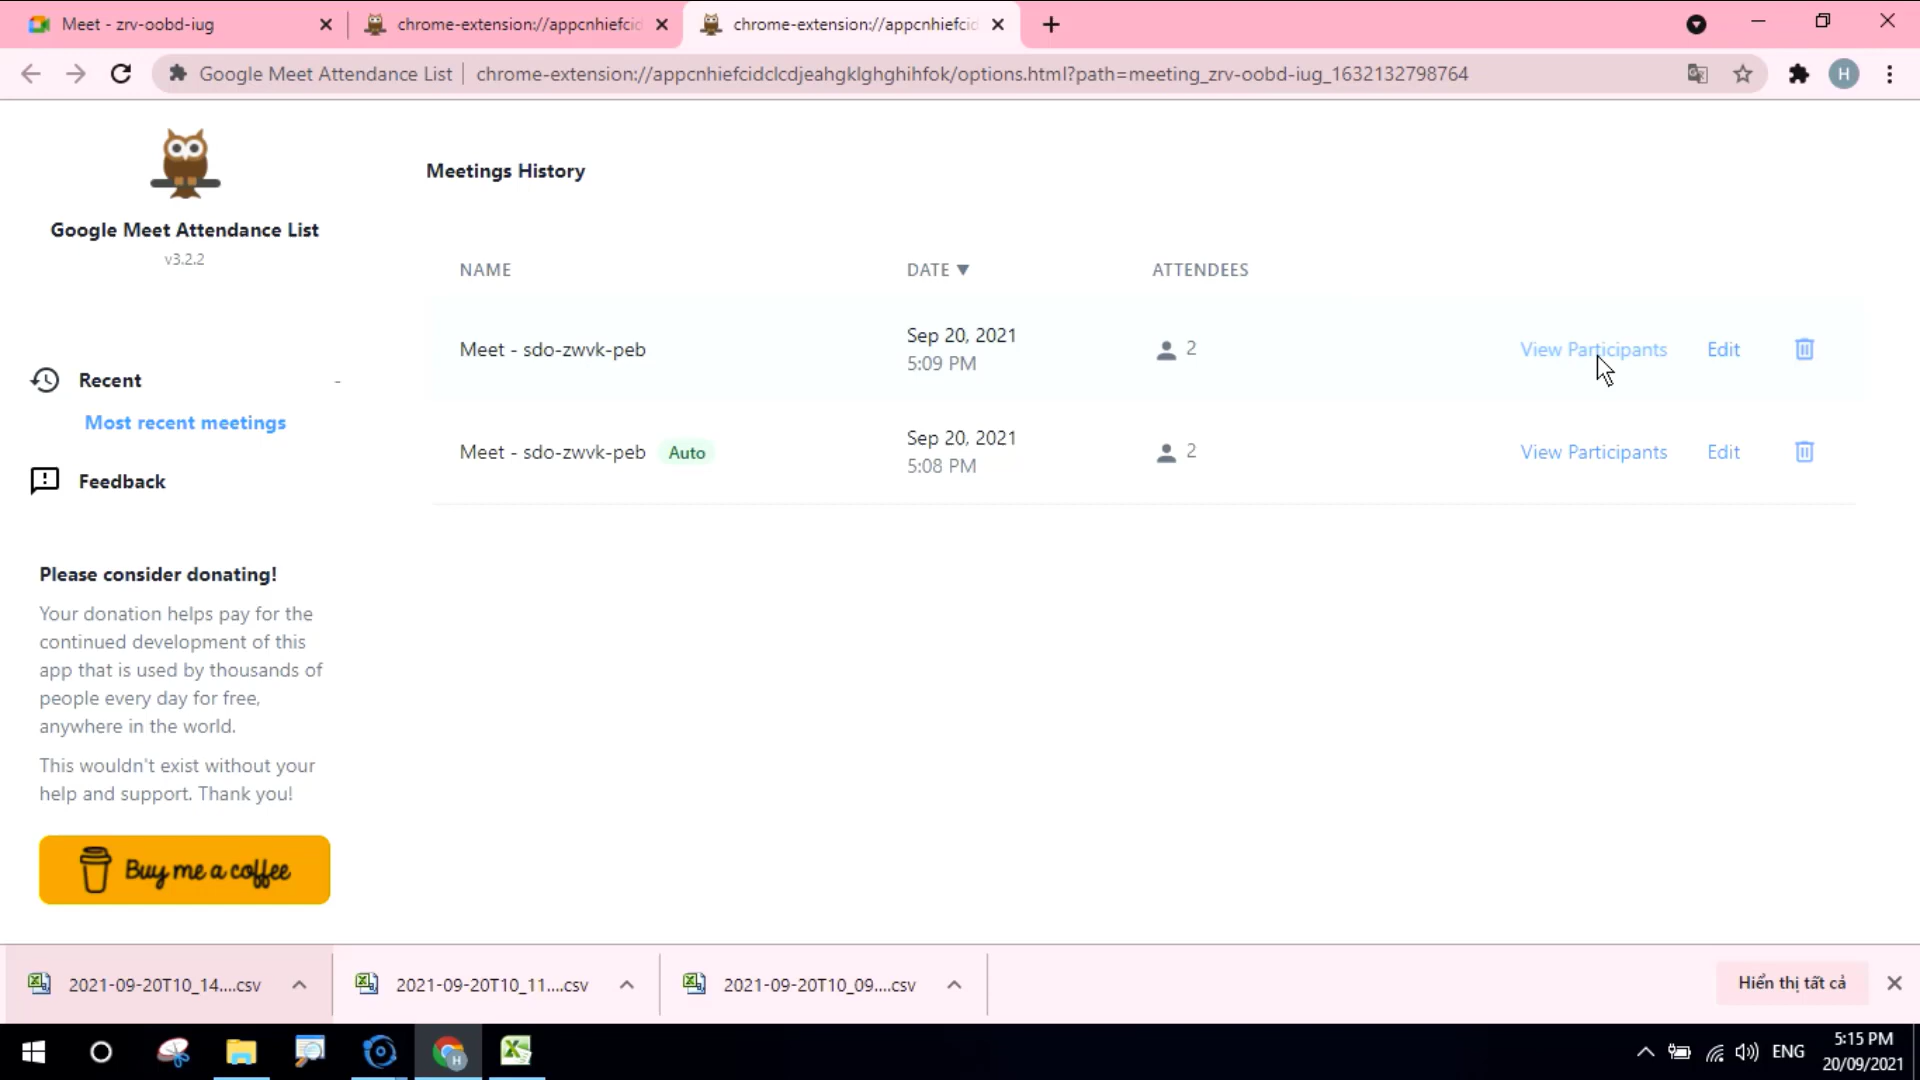 Meet - zrv-oobd-iug
chrome-extension://appcnhiefcid
chrome-extension://appcnhiefcid
Google Meet Attendance List
chrome-extension://appcnhiefcidclcdjeahgklghghihfok/options.html?path=meeting_zrv-oobd-iug_1632132798764
H
Google Meet Attendance List
v3.2.2
Recent
-
Most recent meetings
Feedback
Please consider donating!
Your donation helps pay for the
continued development of this
app that is used by thousands of
people every day for free,
anywhere in the world.
This wouldn't exist without your
help and support. Thank you!
Buy me a coffee
Meetings History
NAME DATE ▼ ATTENDEES
Meet - sdo-zwvk-peb Sep 20, 2021 5:09 PM 2 View Participants Edit
Meet - sdo-zwvk-peb Auto Sep 20, 2021 5:08 PM 2 View Participants Edit
2021-09-20T10_14....csv
2021-09-20T10_11....csv
2021-09-20T10_09....csv
Hiển thị tất cả
H
ENG
5:15 PM
20/09/2021